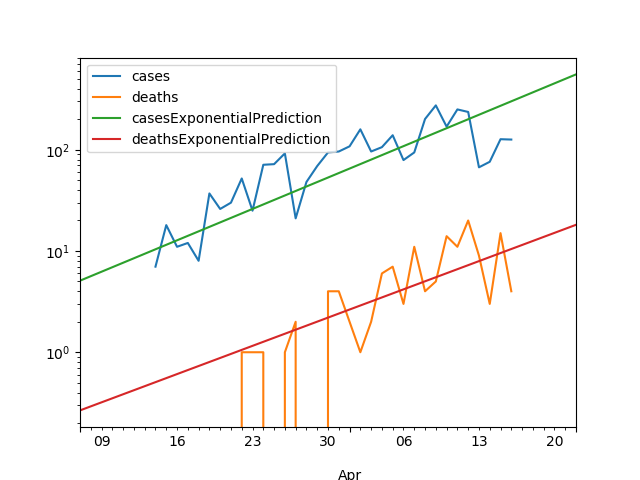 cases
deaths
casesExponentialPrediction
deathsExponentialPrediction
10²
10¹
10⁰
09 16 23 30 06 13 20
Apr